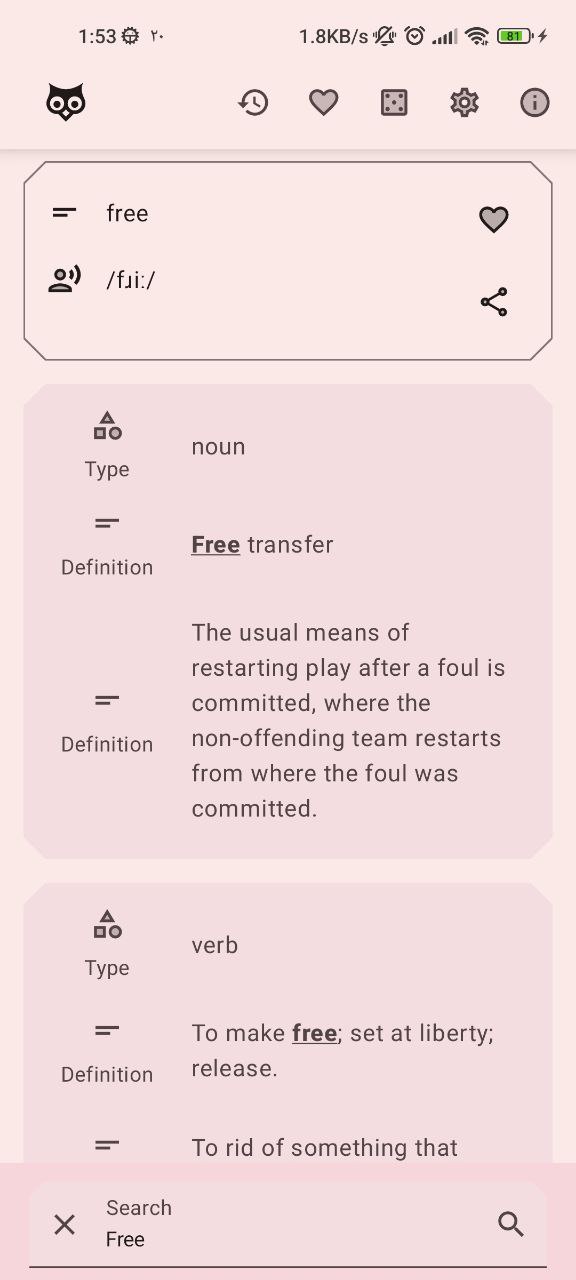 1:53 ۲۰ 1.8KB/s 81
free
/fɹiː/
Type
noun
Definition
Free transfer
Definition
The usual means of
restarting play after a foul is
committed, where the
non-offending team restarts
from where the foul was
committed.
Type
verb
Definition
To make free; set at liberty;
release.
To rid of something that
Search
Free